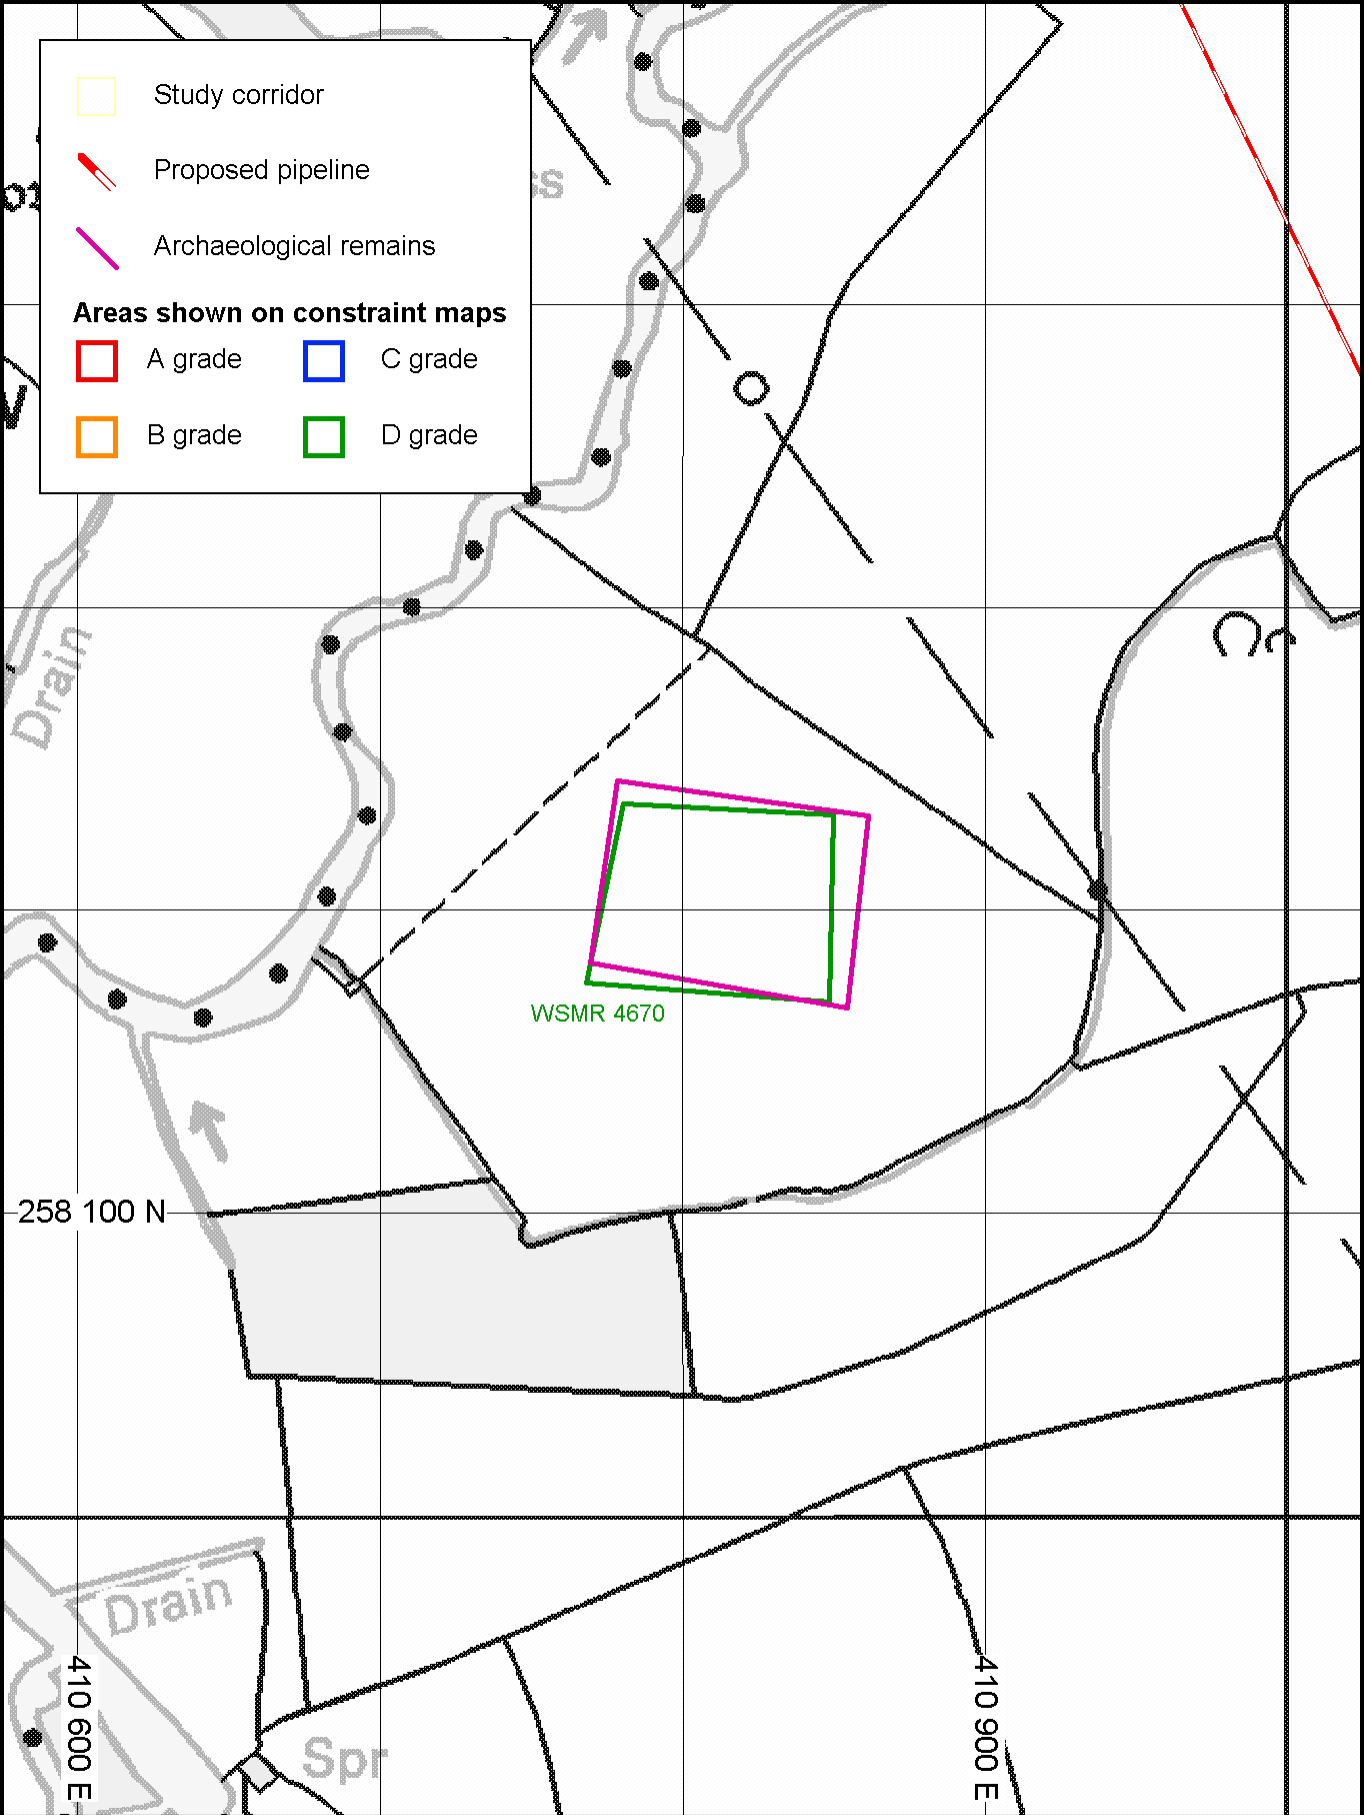 Study corridor
Proposed pipeline
Archaeological remains
Areas shown on constraint maps
A grade
C grade
B grade
D grade
Drain
WSMR 4670
258 100 N
Drain
410 600 E
Spr
410 900 E